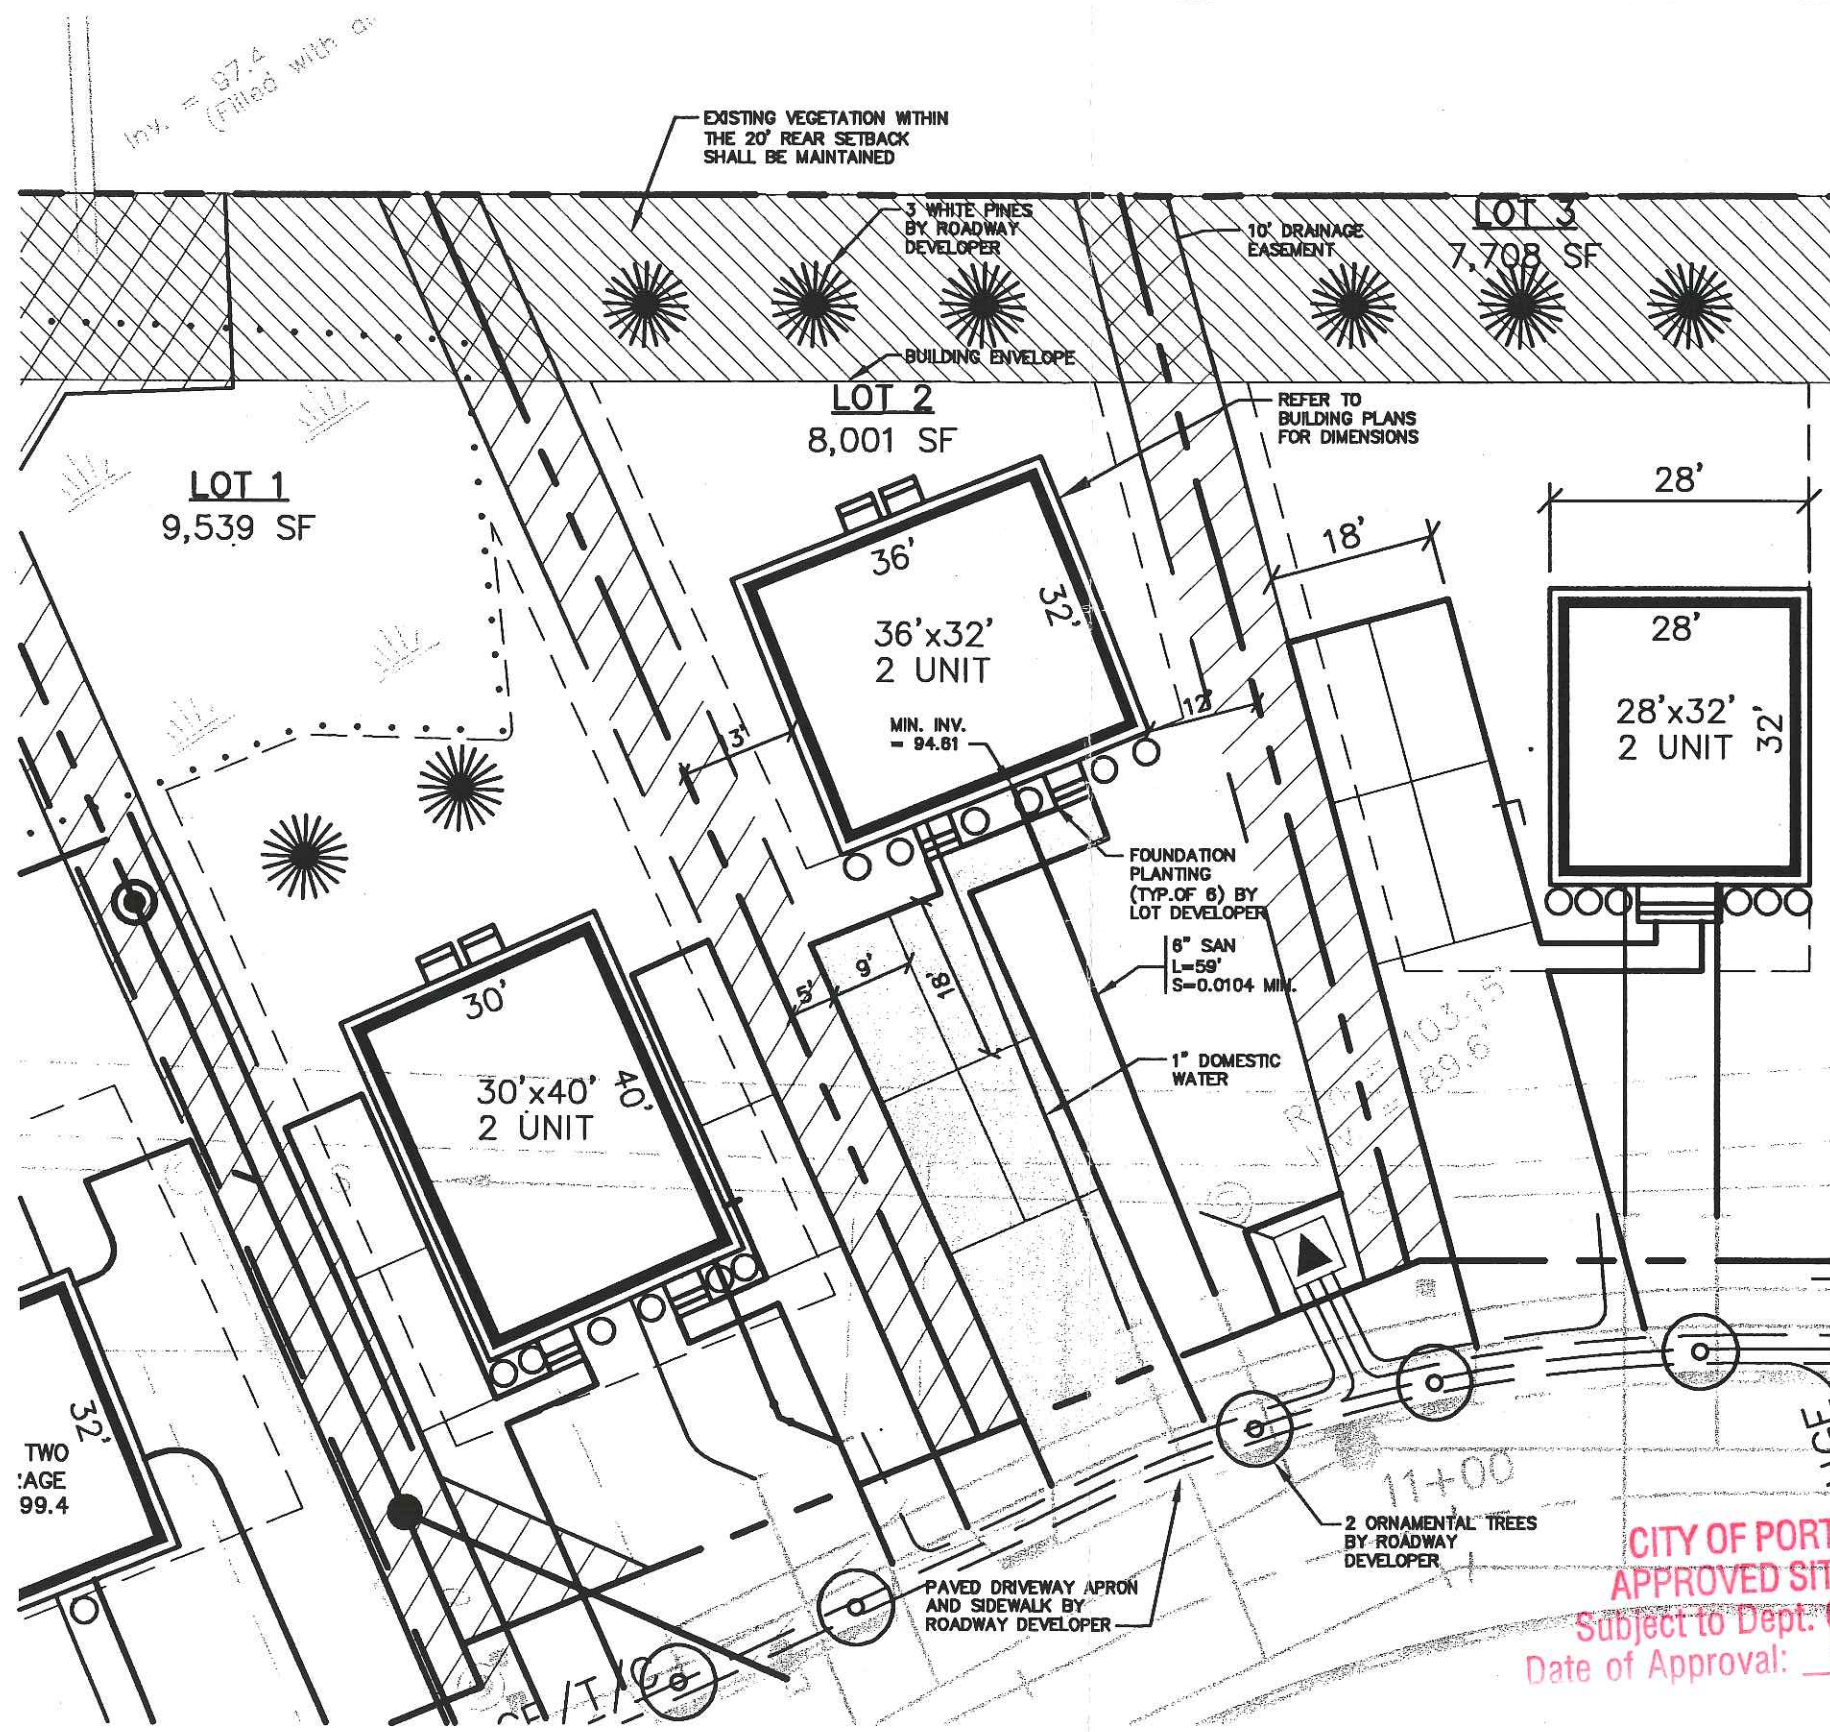 Inv. = 97.4
(Filled with
EXISTING VEGETATION WITHIN
THE 20' REAR SETBACK
SHALL BE MAINTAINED
3 WHITE PINES
BY ROADWAY
DEVELOPER
10' DRAINAGE
EASEMENT
LOT 3
7,708 SF
BUILDING ENVELOPE
LOT 2
8,001 SF
REFER TO
BUILDING PLANS
FOR DIMENSIONS
LOT 1
9,539 SF
28'
18'
36'
32'
36'x32'
2 UNIT
28'
28'x32'
2 UNIT
32'
12'
13'
MIN. INV.
= 94.61
FOUNDATION
PLANTING
(TYP.OF 6) BY
LOT DEVELOPER
6" SAN
L=59'
S=0.0104 MIN.
5'
9'
18'
30'
40'
30'x40'
2 UNIT
103.15
89.6'
1" DOMESTIC
WATER
32'
TWO
99.4
11+00
2 ORNAMENTAL TREES
BY ROADWAY
DEVELOPER
PAVED DRIVEWAY APRON
AND SIDEWALK BY
ROADWAY DEVELOPER
CITY OF PORT
APPROVED SIT
Subject to Dept.
Date of Approval: